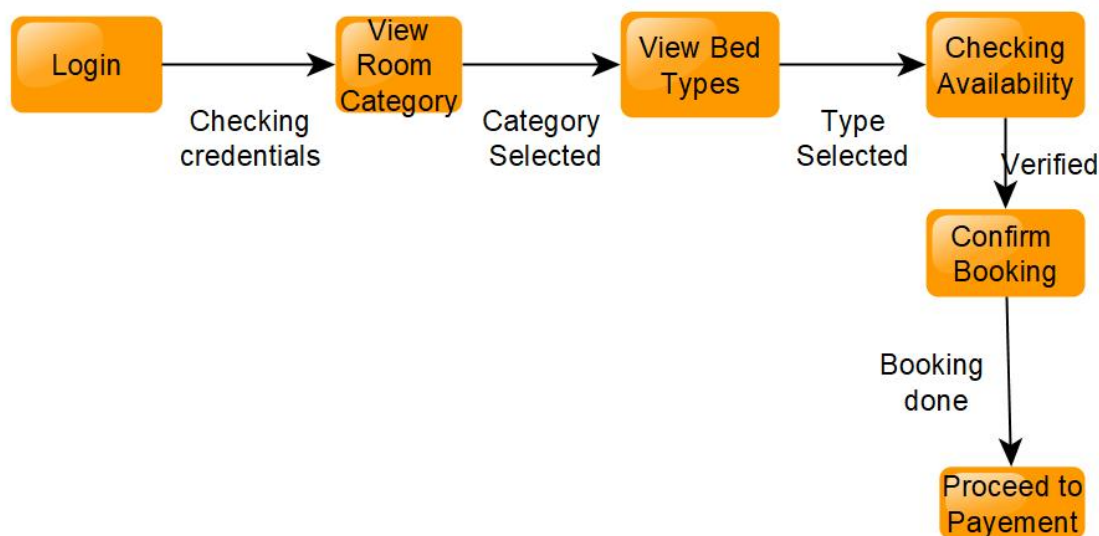 Login
Checking
credentials
View
Room
Category
Category
Selected
View Bed
Types
Type
Selected
Checking
Availability
Verified
Confirm
Booking
Booking
done
Proceed to
Payement